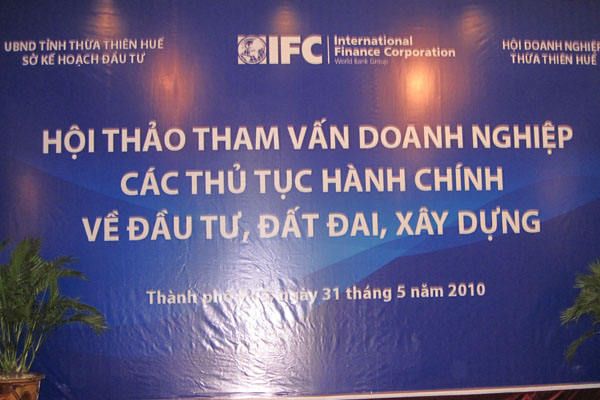 UBND TỈNH THỪA THIÊN HUẾ
SỞ KẾ HOẠCH ĐẦU TƯ
IFC
International
Finance Corporation
World Bank Group
HỘI DOANH NGHIỆP
THỪA THIÊN HUẾ
HỘI THẢO THAM VẤN DOANH NGHIỆP
CÁC THỦ TỤC HÀNH CHÍNH
VỀ ĐẦU TƯ, ĐẤT ĐAI, XÂY DỰNG
Thành phố ngày 31 tháng 5 năm 2010